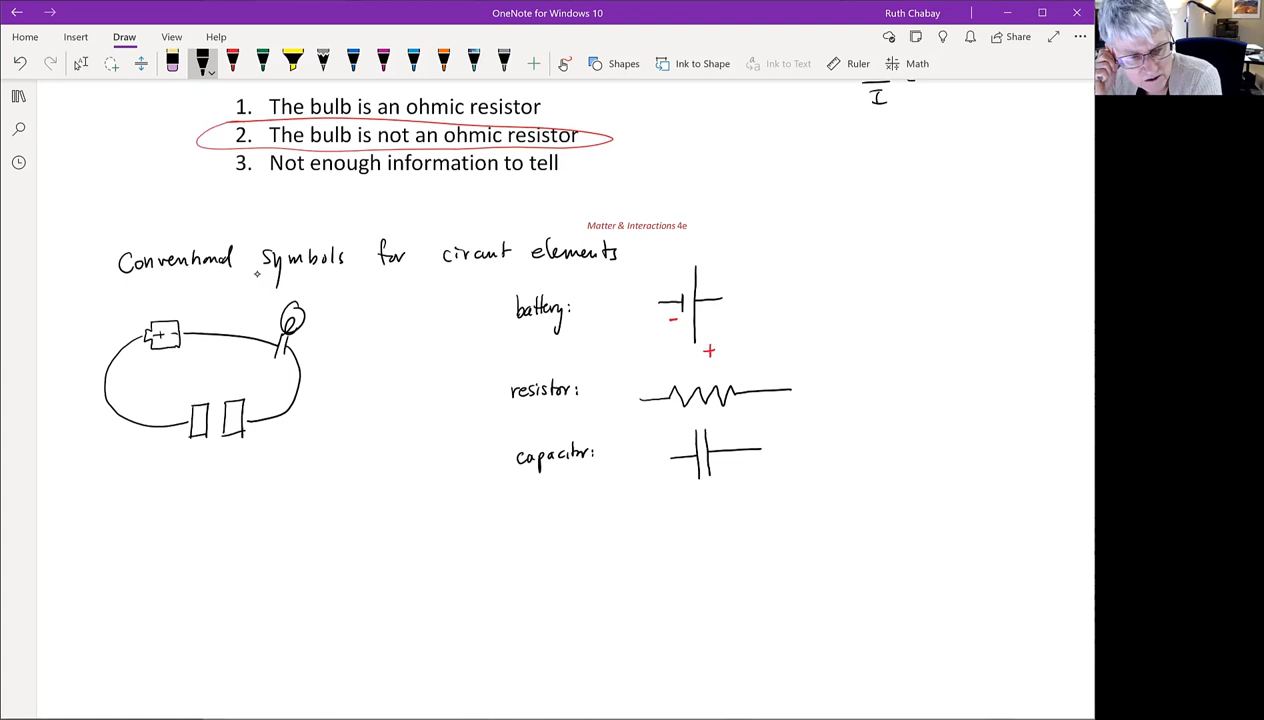 OneNote for Windows 10
Ruth Chabay
Home Insert Draw View Help
Share
Shapes Ink to Shape Ink to Text Ruler Math
I
1. The bulb is an ohmic resistor
2. The bulb is not an ohmic resistor
3. Not enough information to tell
Matter & Interactions 4e
Conventional symbols for circuit elements
battery:
- +
+ -
resistor:
capacitor: